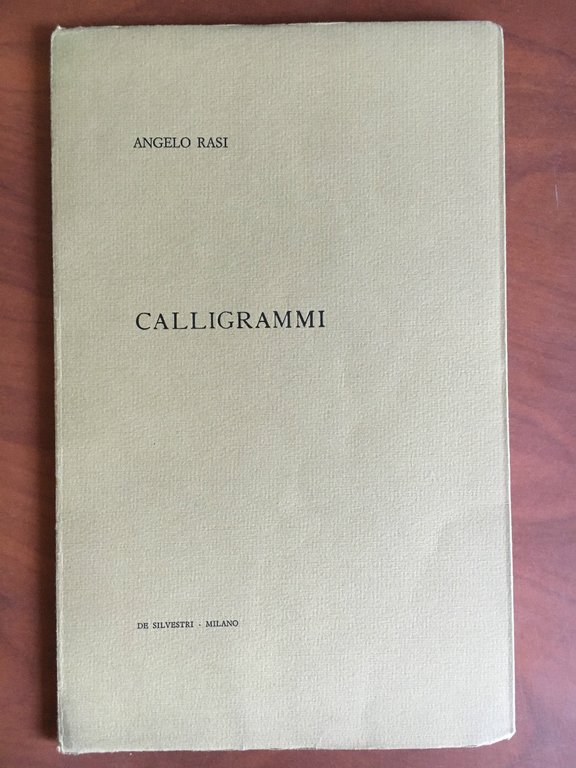 ANGELO RASI
CALLIGRAMMI
DE SILVESTRI - MILANO